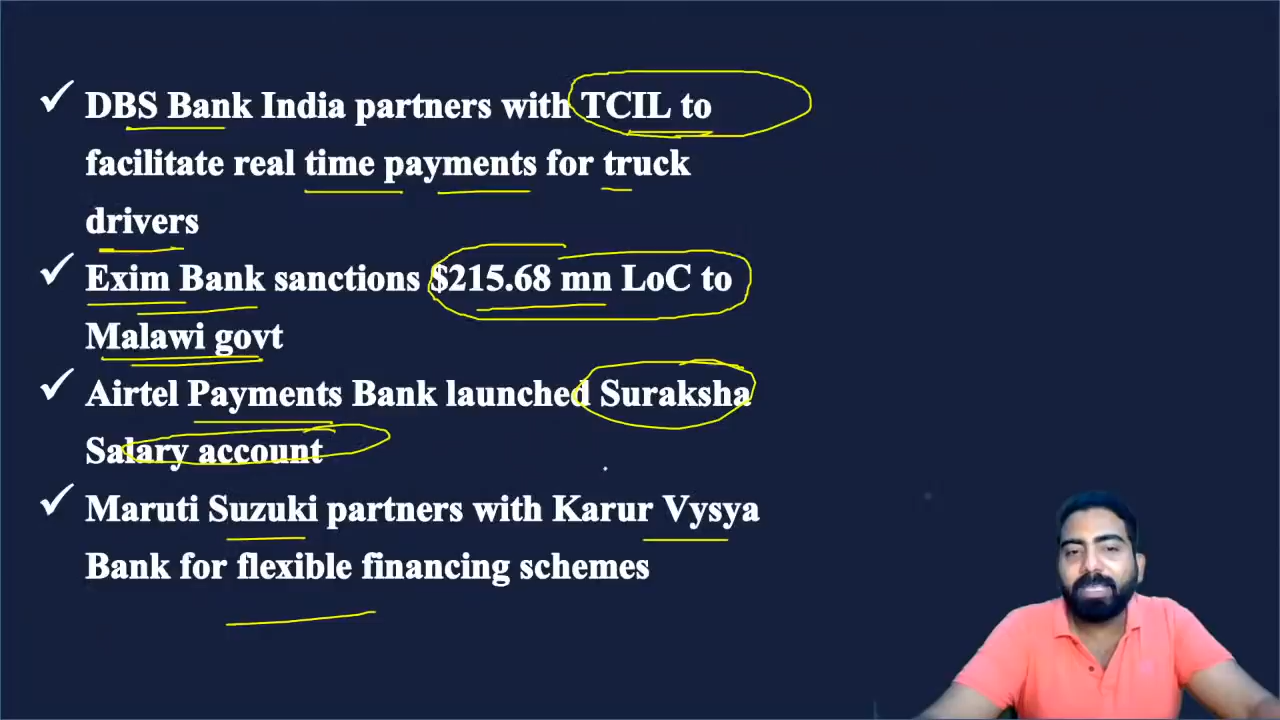 ✓ DBS Bank India partners with TCIL to
facilitate real time payments for truck
drivers
✓ Exim Bank sanctions $215.68 mn LoC to
Malawi govt
✓ Airtel Payments Bank launched Suraksha
Salary account
✓ Maruti Suzuki partners with Karur Vysya
Bank for flexible financing schemes